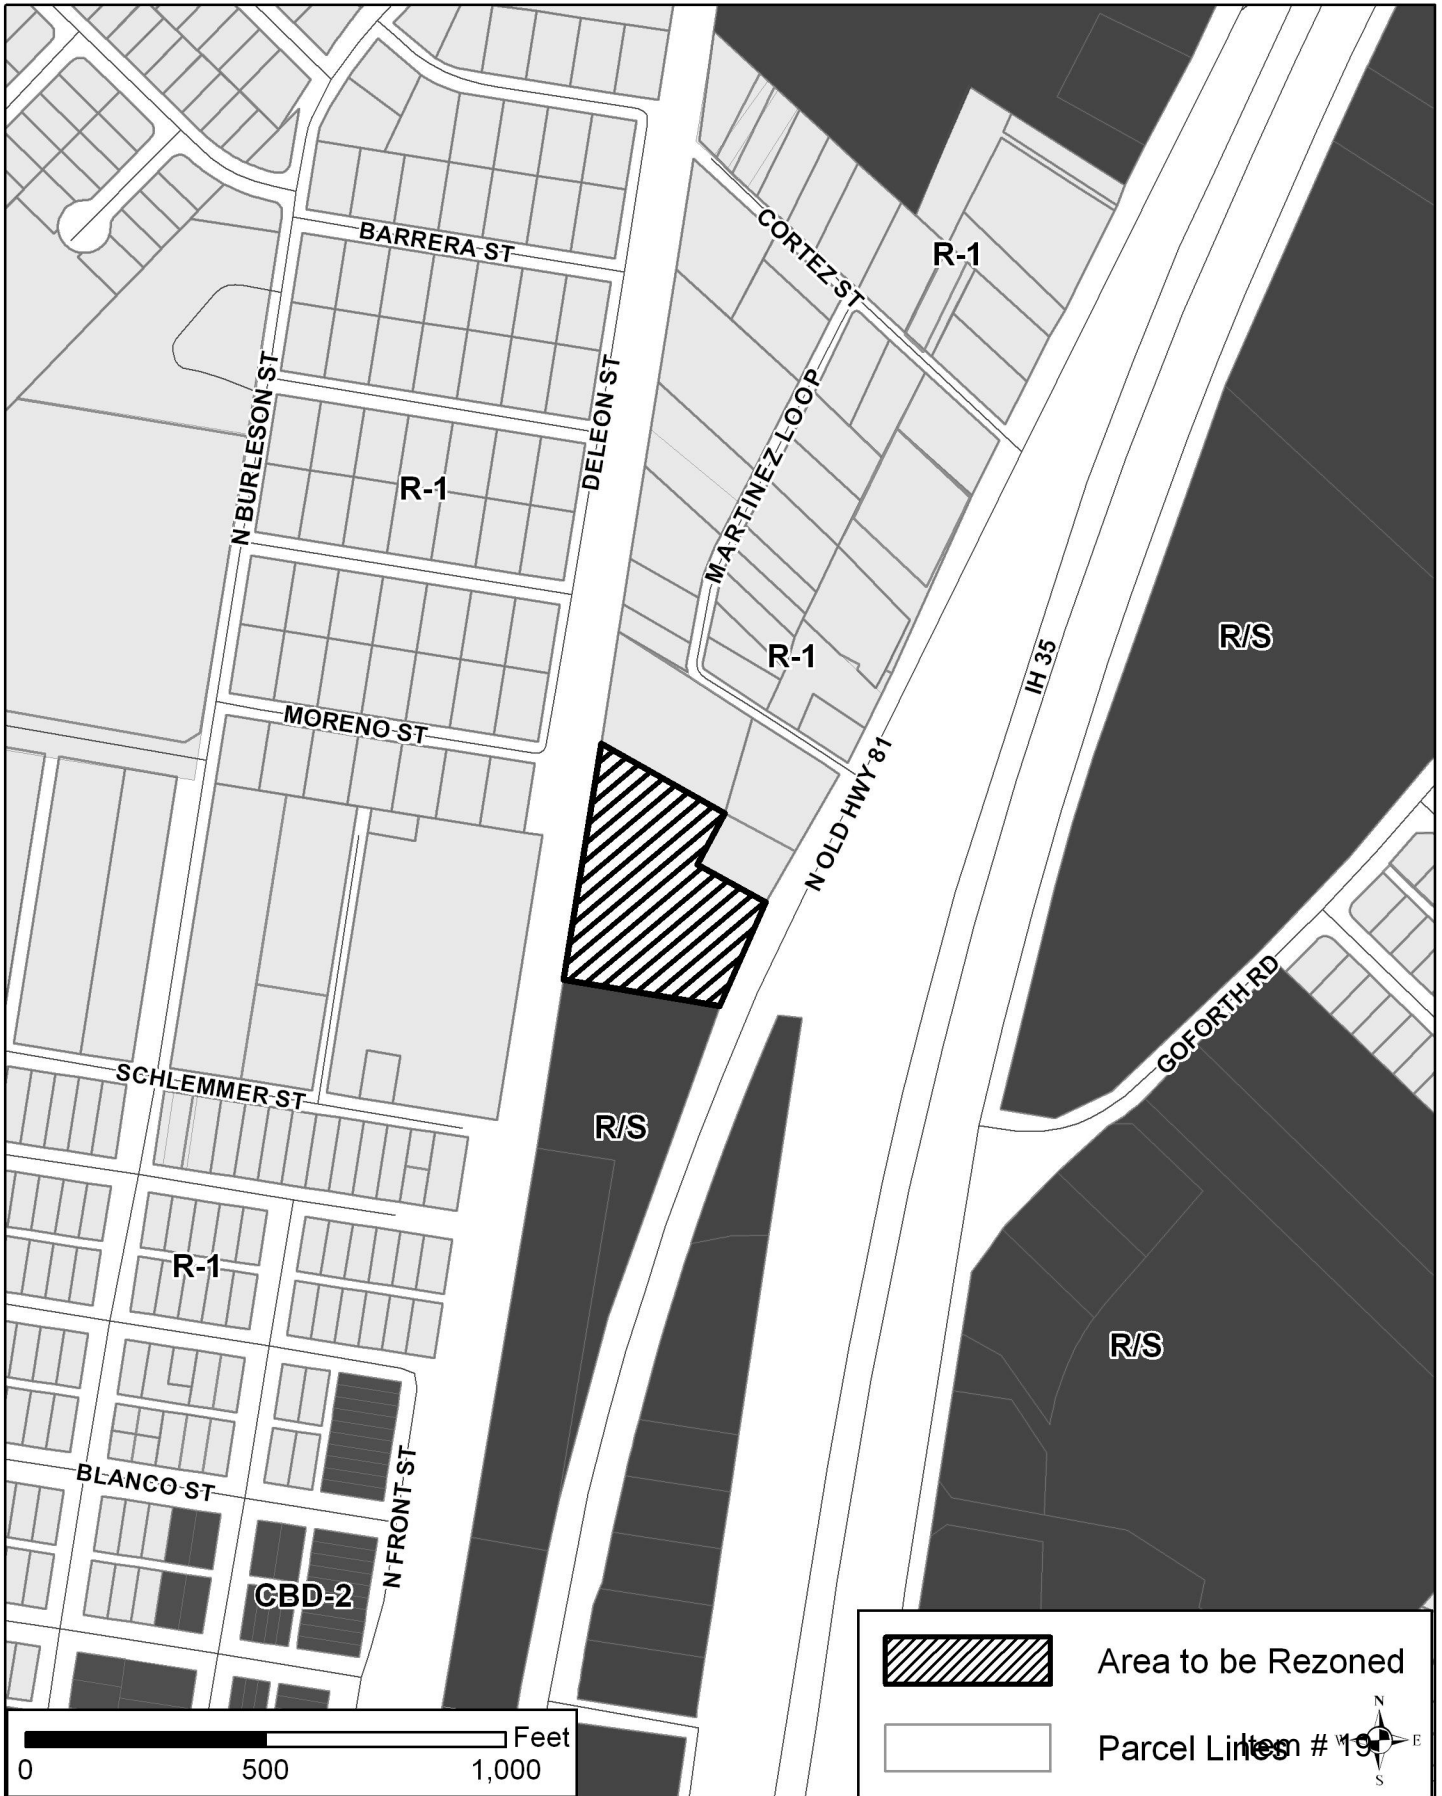 BARRERA ST
CORTEZ ST
R-1
N BURLESON ST
DELEON ST
MARTINEZ LOOP
R-1
R/S
IH 35
R-1
MORENO ST
N OLD HWY 81
GOFORTH RD
SCHLEMMER ST
R/S
R-1
R/S
BLANCO ST
N FRONT ST
CBD-2
Area to be Rezoned
Parcel Lines
Item # 19
N
W
E
S
Feet
0 500 1,000